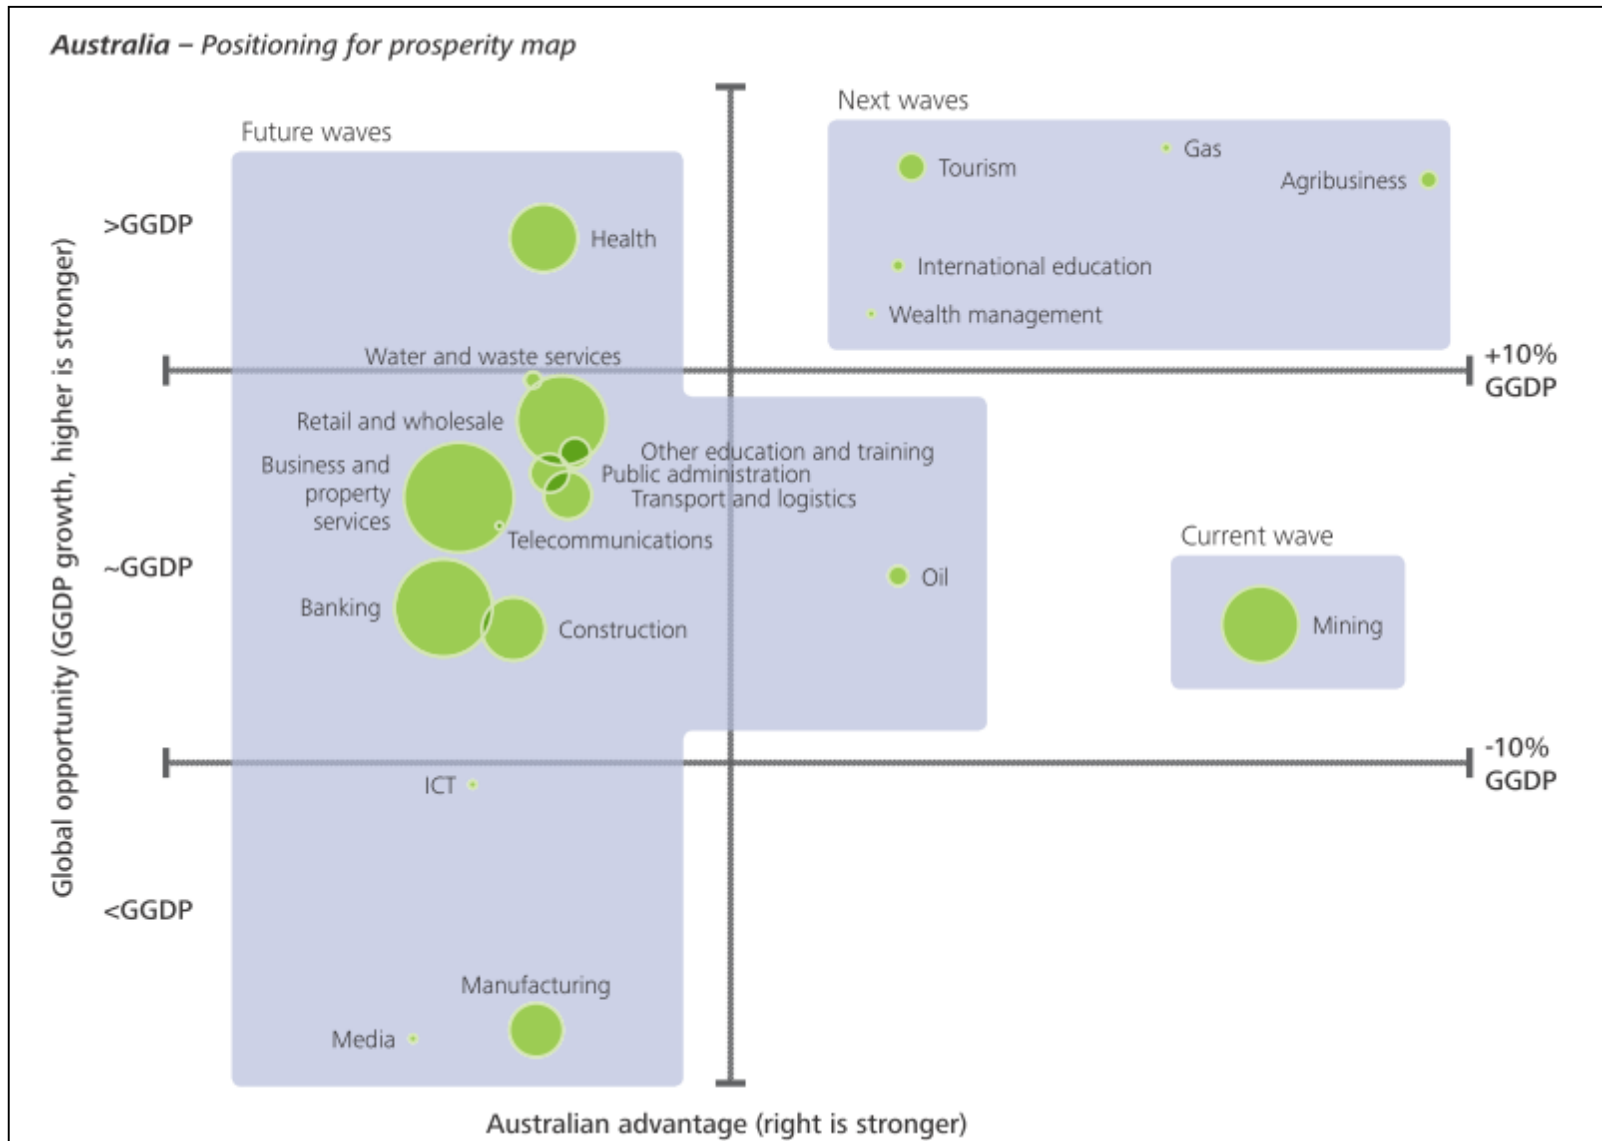 Australia – Positioning for prosperity map
Next waves
Future waves
Gas
Tourism
Agribusiness
>GGDP
Health
International education
Wealth management
Water and waste services
+10%
GGDP
Retail and wholesale
Other education and training
Business and
property
services
Public administration
Transport and logistics
Telecommunications
Current wave
~GGDP
Oil
Banking
Construction
Mining
Global opportunity (GGDP growth, higher is stronger)
-10%
GGDP
ICT
<GGDP
Manufacturing
Media
Australian advantage (right is stronger)